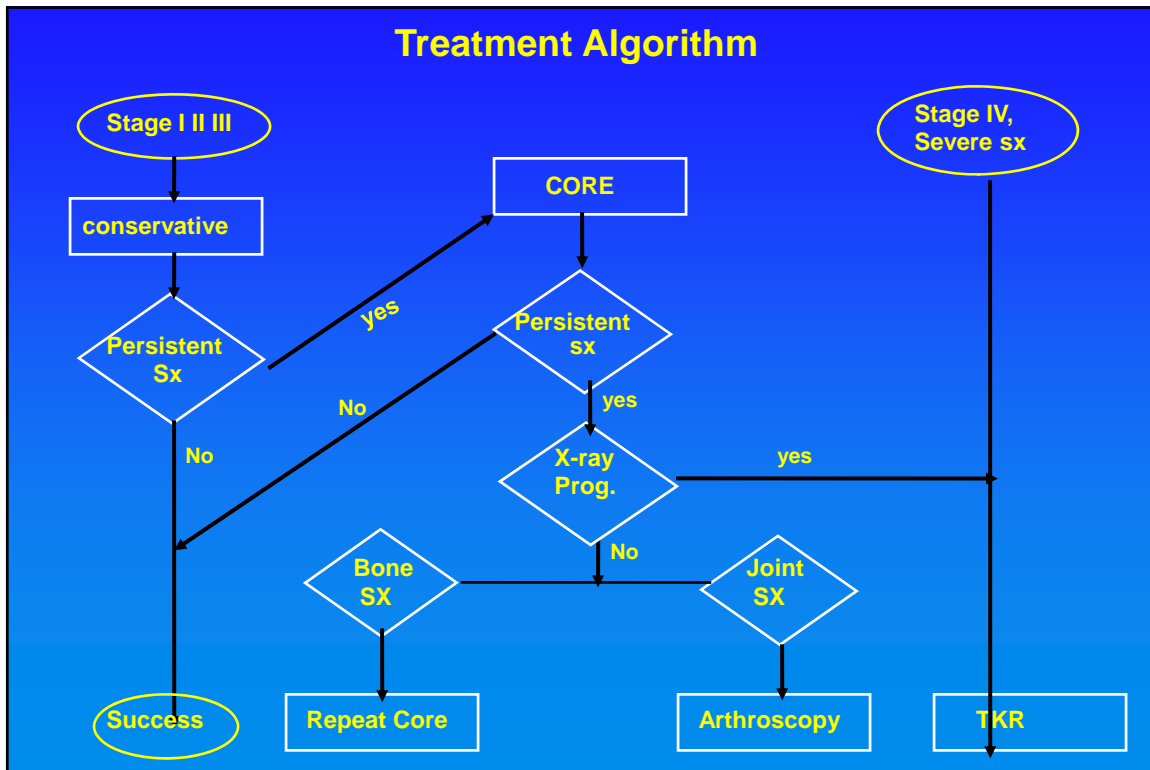 Treatment Algorithm
Stage I II III
Stage IV,
Severe sx
CORE
conservative
yes
Persistent
Sx
Persistent
sx
No
yes
No
X-ray
Prog.
yes
No
Bone
SX
Joint
SX
Success
Repeat Core
Arthroscopy
TKR